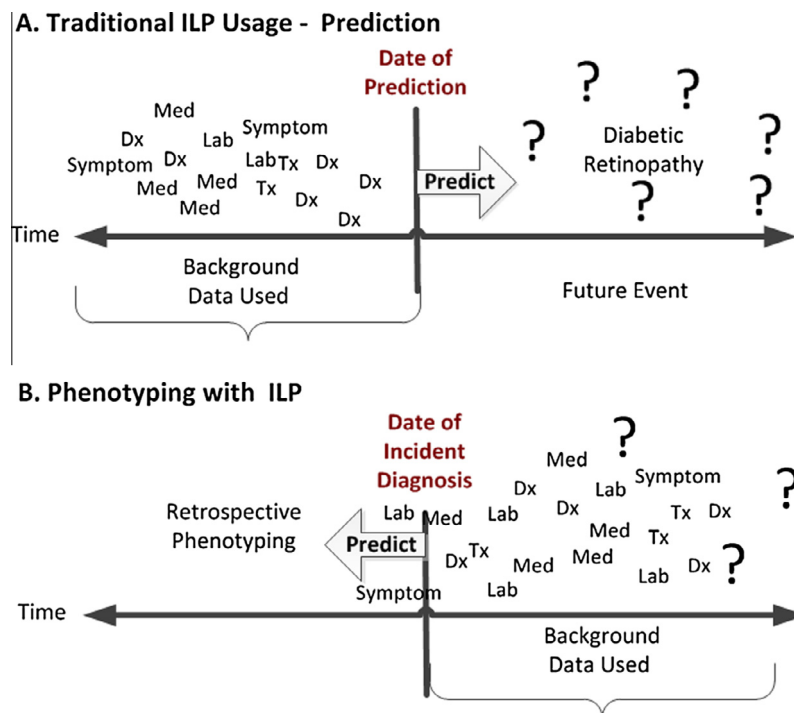 A. Traditional ILP Usage - Prediction
Date of
Prediction
Med
Symptom
Dx
Lab
Symptom
Dx
Lab
Tx
Dx
Med
Med
Tx
Dx
Med
Dx
Dx
Predict
?
?
?
Diabetic
Retinopathy
?
?
?
Time
Background
Data Used
Future Event
B. Phenotyping with ILP
Date of
Incident
Diagnosis
?
Med
Symptom
?
Dx
Lab
Retrospective
Phenotyping
Lab
Med
Lab
Dx
Tx
Dx
Predict
Med
Tx
Dx
Tx
Med
Med
Dx
?
Lab
Symptom
Lab
Time
Background
Data Used